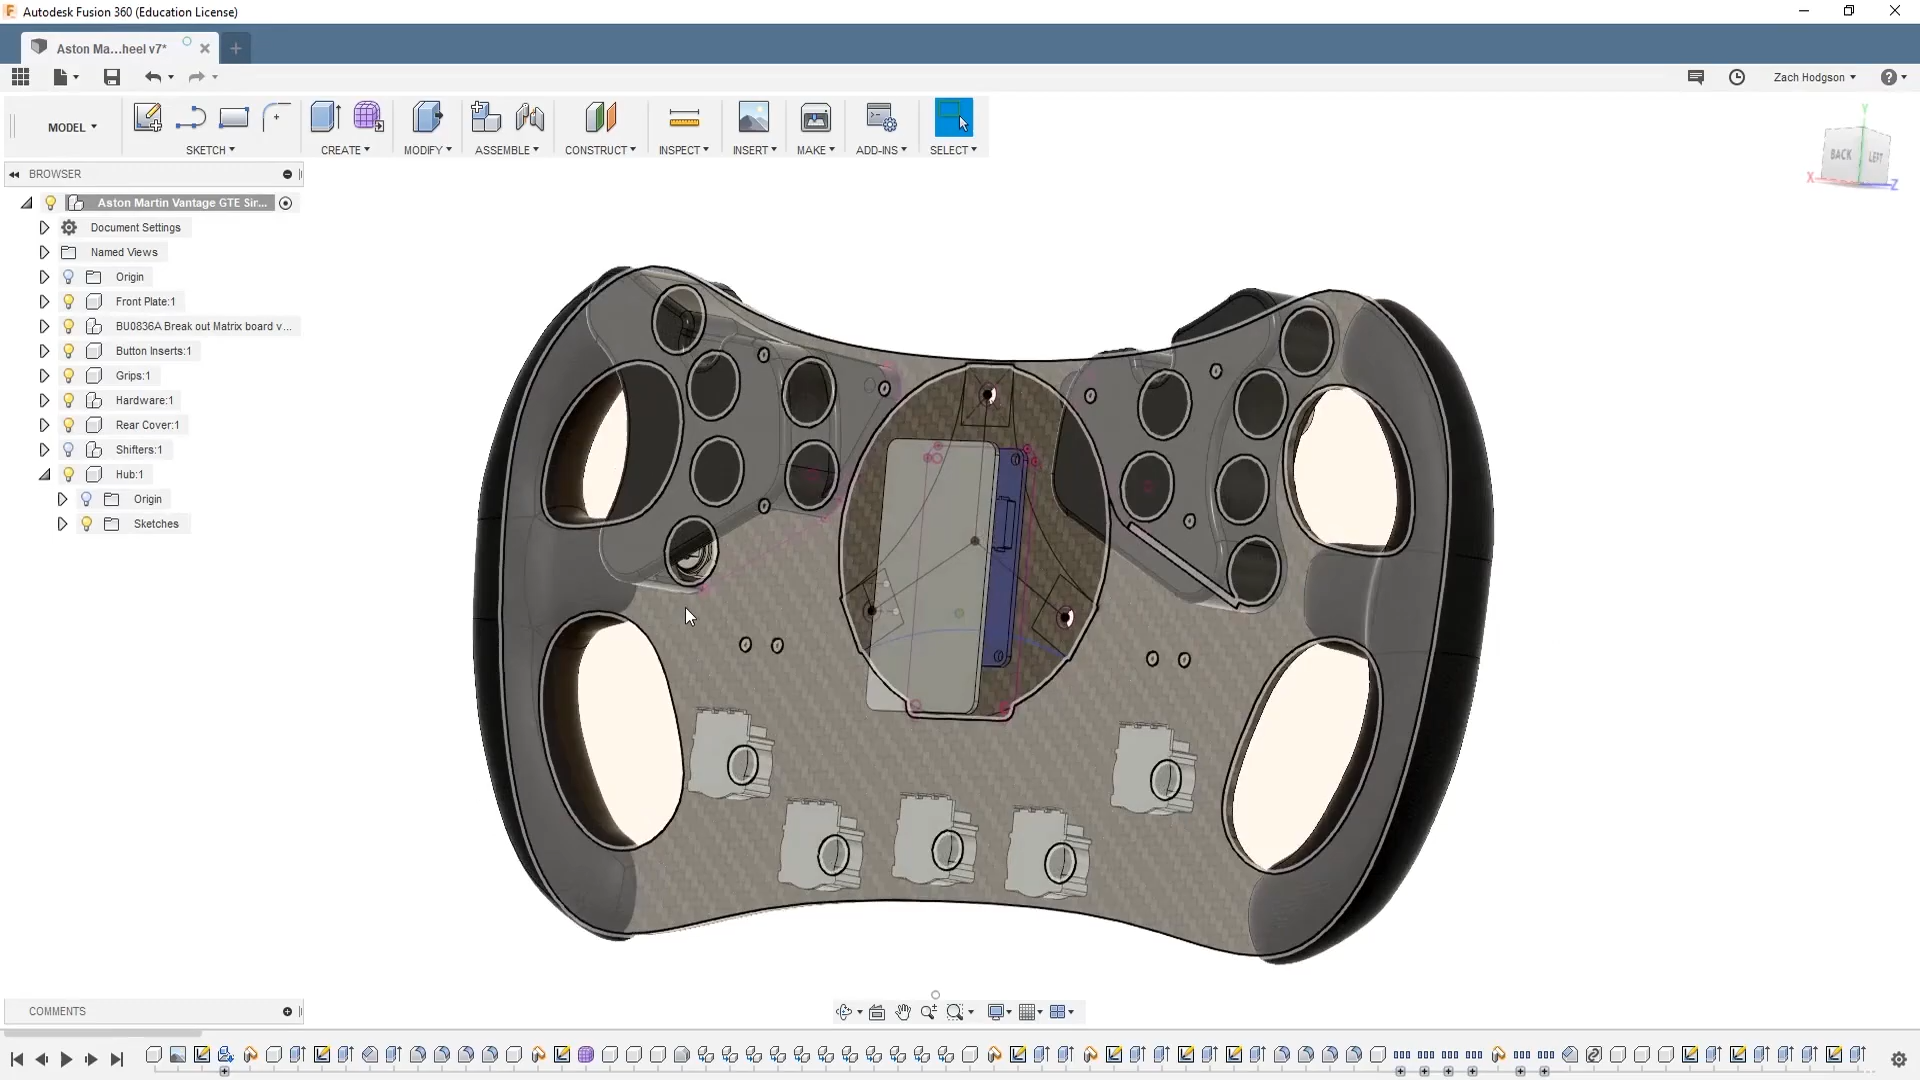 Autodesk Fusion 360 (Education License)
Aston Ma...heel v7*
Zach Hodgson
MODEL
SKETCH
CREATE
MODIFY
ASSEMBLE
CONSTRUCT
INSPECT
INSERT
MAKE
ADD-INS
SELECT
Y
BACK
LEFT
X
Z
BROWSER
Aston Martin Vantage GTE Sir...
Document Settings
Named Views
Origin
Front Plate:1
BU0836A Break out Matrix board v...
Button Inserts:1
Grips:1
Hardware:1
Rear Cover:1
Shifters:1
Hub:1
Origin
Sketches
COMMENTS